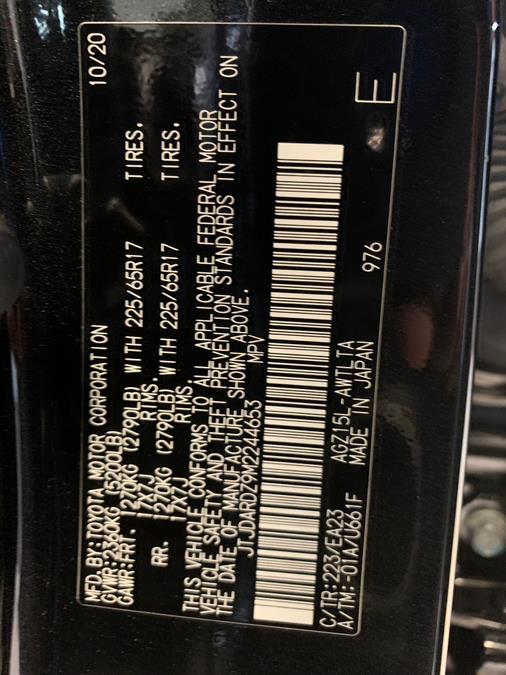 MFD.BY:TOYOTA MOTOR CORPORATION 10/20
GVWR:2360KG (5200LB)
GAWR:FRT. 1270KG (2790LB) WITH 225/65R17 TIRES.
17X7J RIMS.
RR. 1270KG (2790LB) WITH 225/65R17 TIRES.
17X7J RIMS.
THIS VEHICLE CONFORMS TO ALL APPLICABLE FEDERAL MOTOR
VEHICLE SAFETY AND THEFT PREVENTION STANDARDS IN EFFECT ON
THE DATE OF MANUFACTURE SHOWN ABOVE.
JTJDARDZ9M2244653 MPV
C/TR:223/EA23 AGZ15L-AWTLTA
A/TM:-01A/U661F MADE IN JAPAN 976
E